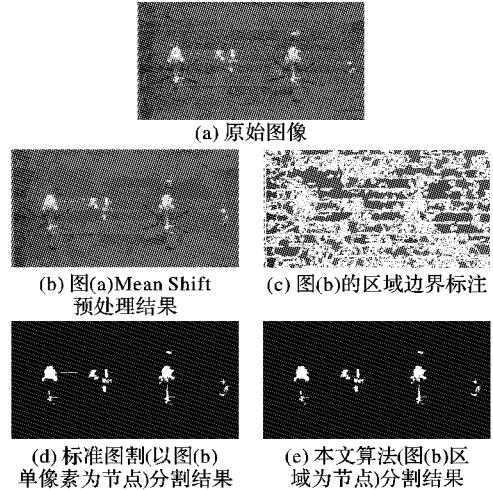 (a) 原始图像
(b) 图(a)Mean Shift
预处理结果
(c) 图(b)的区域边界标注
(d) 标准图割(以图(b)
单像素为节点)分割结果
(e) 本文算法(图(b)区
域为节点)分割结果